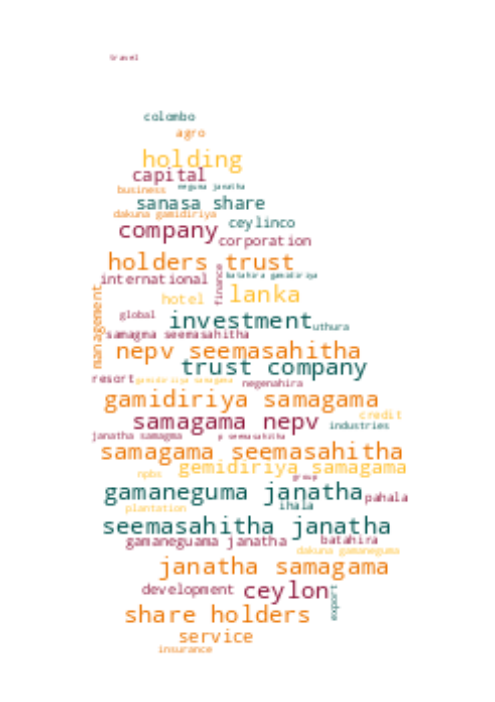 travel
colombo
agro
holding
capital
business
neguma janatha
sanasa share
dakuna gamidiriya
ceylinco
company
corporation
holders trust
international
finance
batahira gamidiriya
management
hotel
lanka
global
investment
uthura
samagma seemasahitha
nepv seemasahitha
trust company
resort
gamidiriya samagama
negenahira
gamidiriya samagama
samagama nepv
credit
industries
janatha samagma
p seemasahitha
samagama seemasahitha
gemidiriya samagama
npbs
group
gamaneguma janatha
pahala
plantation
ihala
seemasahitha janatha
gamaneguama janatha
batahira
dakuna gamaneguma
janatha samagama
development
ceylon
export
share holders
service
insurance